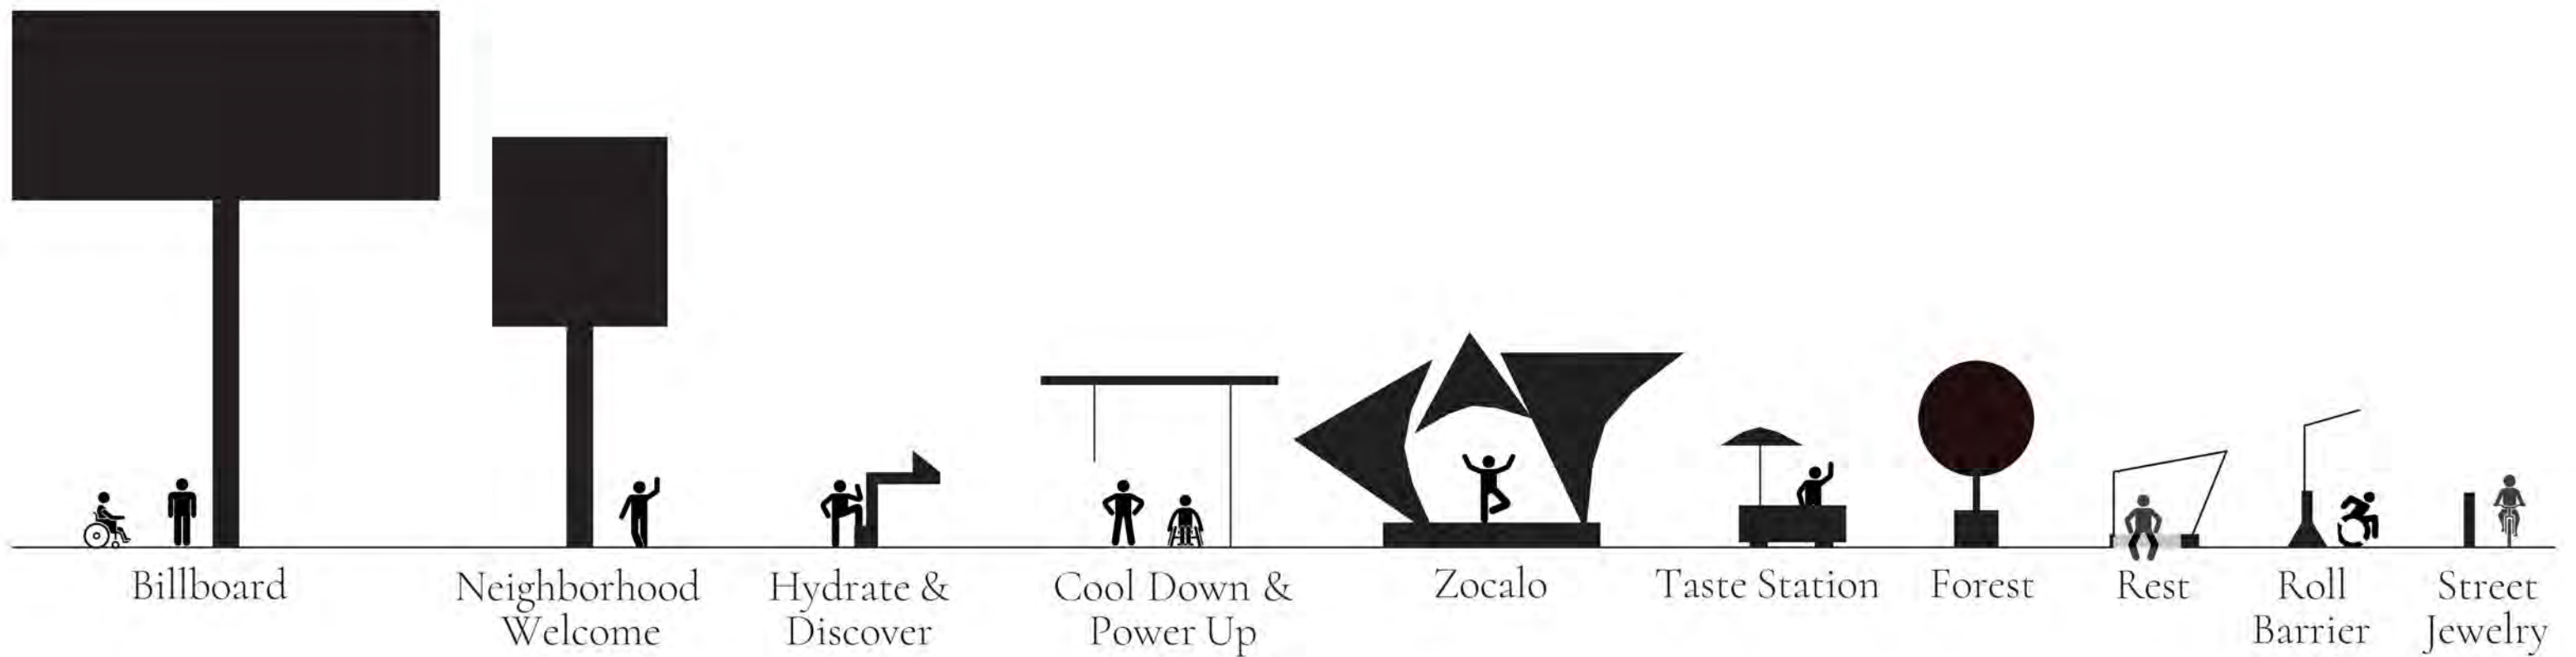 Billboard
Neighborhood
Welcome
Hydrate &
Discover
Cool Down &
Power Up
Zocalo
Taste Station
Forest
Rest
Roll
Barrier
Street
Jewelry